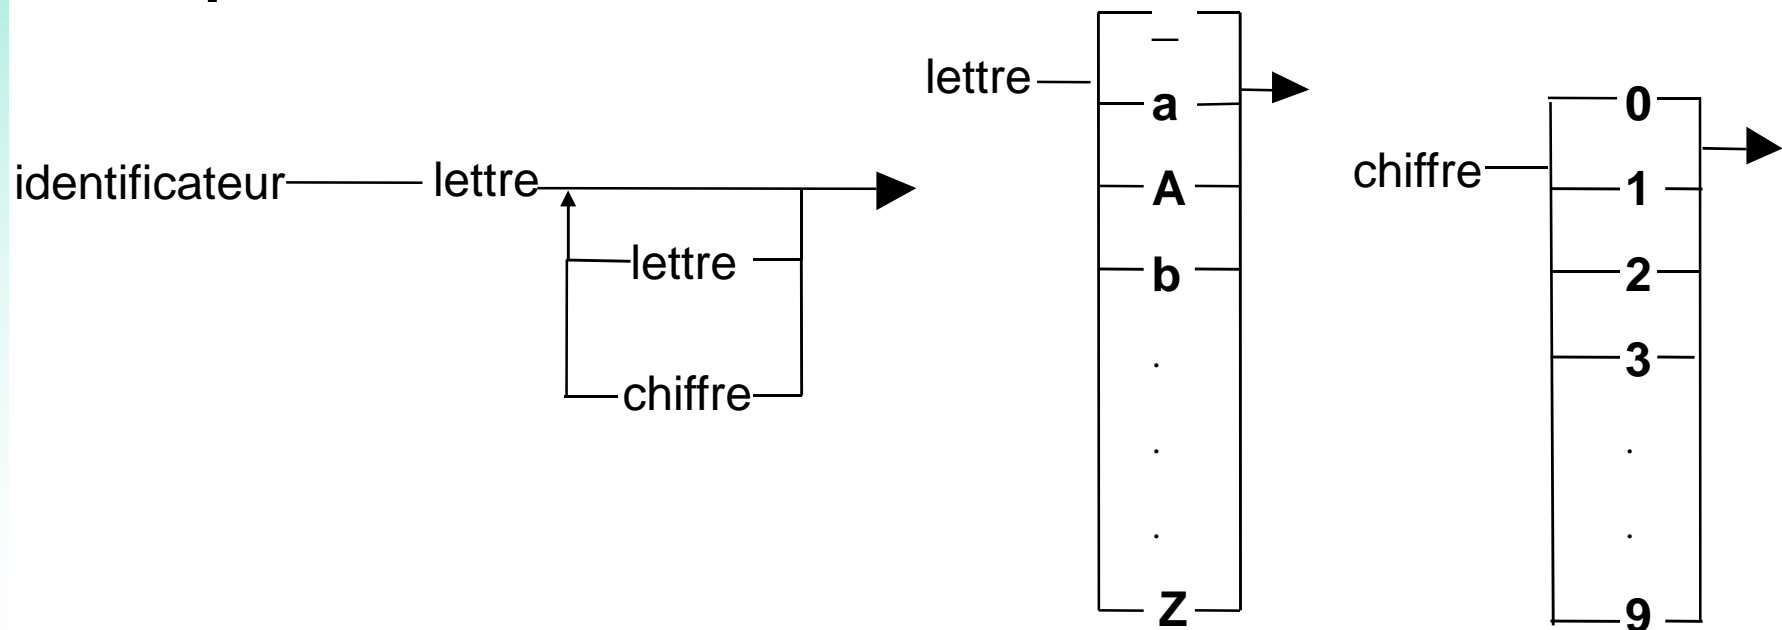 identificateur lettre
lettre
chiffre
lettre
_
a
A
b
.
.
Z
chiffre
0
1
2
3
.
.
9